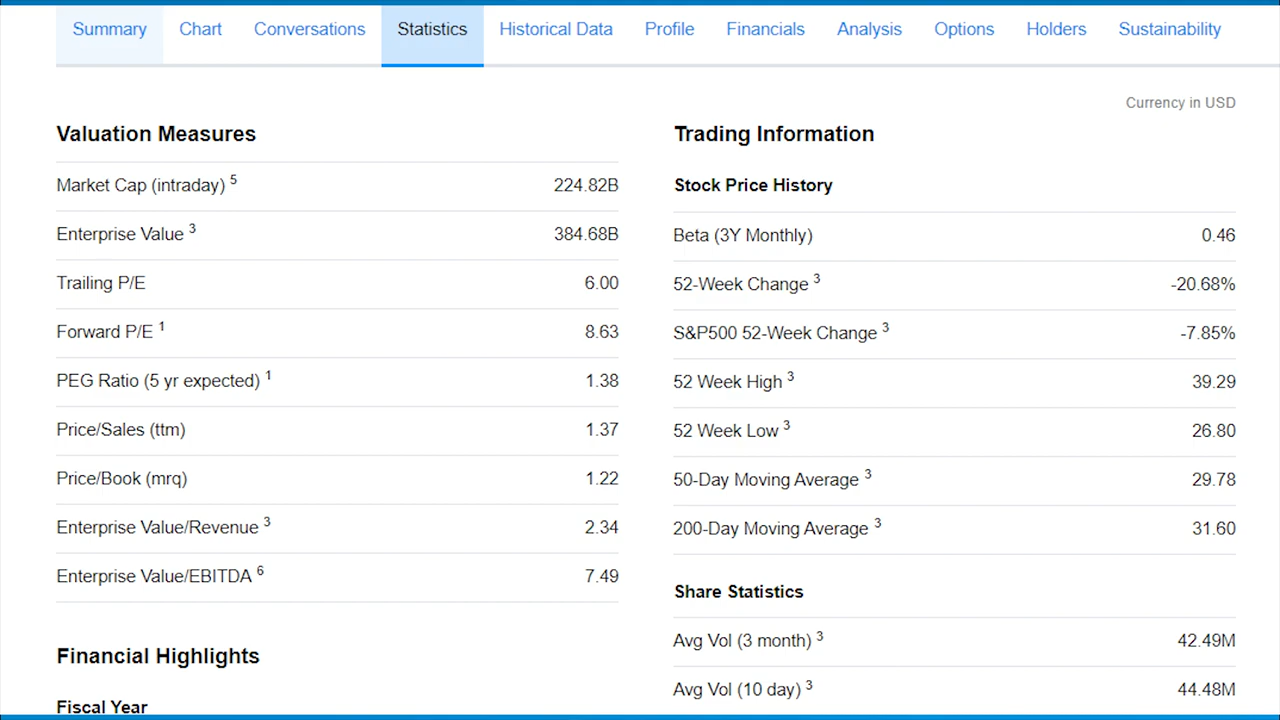 Summary Chart Conversations Statistics Historical Data Profile Financials Analysis Options Holders Sustainability
Currency in USD
Valuation Measures
Market Cap (intraday) 5 224.82B
Enterprise Value 3 384.68B
Trailing P/E 6.00
Forward P/E 1 8.63
PEG Ratio (5 yr expected) 1 1.38
Price/Sales (ttm) 1.37
Price/Book (mrq) 1.22
Enterprise Value/Revenue 3 2.34
Enterprise Value/EBITDA 6 7.49
Financial Highlights
Fiscal Year
Trading Information
Stock Price History
Beta (3Y Monthly) 0.46
52-Week Change 3 -20.68%
S&P500 52-Week Change 3 -7.85%
52 Week High 3 39.29
52 Week Low 3 26.80
50-Day Moving Average 3 29.78
200-Day Moving Average 3 31.60
Share Statistics
Avg Vol (3 month) 3 42.49M
Avg Vol (10 day) 3 44.48M